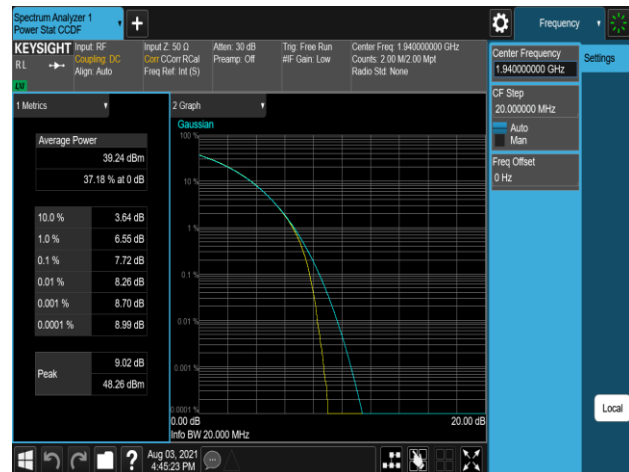 Spectrum Analyzer 1
Power Stat CCDF
Frequency
KEYSIGHT
RL
Input: RF
Coupling: DC
Align: Auto
Input Z: 50 Ω
Corr CCorr RCal
Freq Ref: Int (S)
Atten: 30 dB
Preamp: Off
Trig: Free Run
#IF Gain: Low
Center Freq: 1.940000000 GHz
Counts: 2.00 M/2.00 Mpt
Radio Std: None
Center Frequency
1.940000000 GHz
Settings
CF Step
20.000000 MHz
Auto
Man
Freq Offset
0 Hz
1 Metrics
Average Power
39.24 dBm
37.18 % at 0 dB
10.0 % 3.64 dB
1.0 % 6.55 dB
0.1 % 7.72 dB
0.01 % 8.26 dB
0.001 % 8.70 dB
0.0001 % 8.99 dB
Peak
9.02 dB
48.26 dBm
2 Graph
Gaussian
100 %
10 %
1 %
0.1 %
0.01 %
0.001 %
0.0001 %
0.00 dB 20.00 dB
Info BW 20.000 MHz
Local
?
Aug 03, 2021
4:45:23 PM